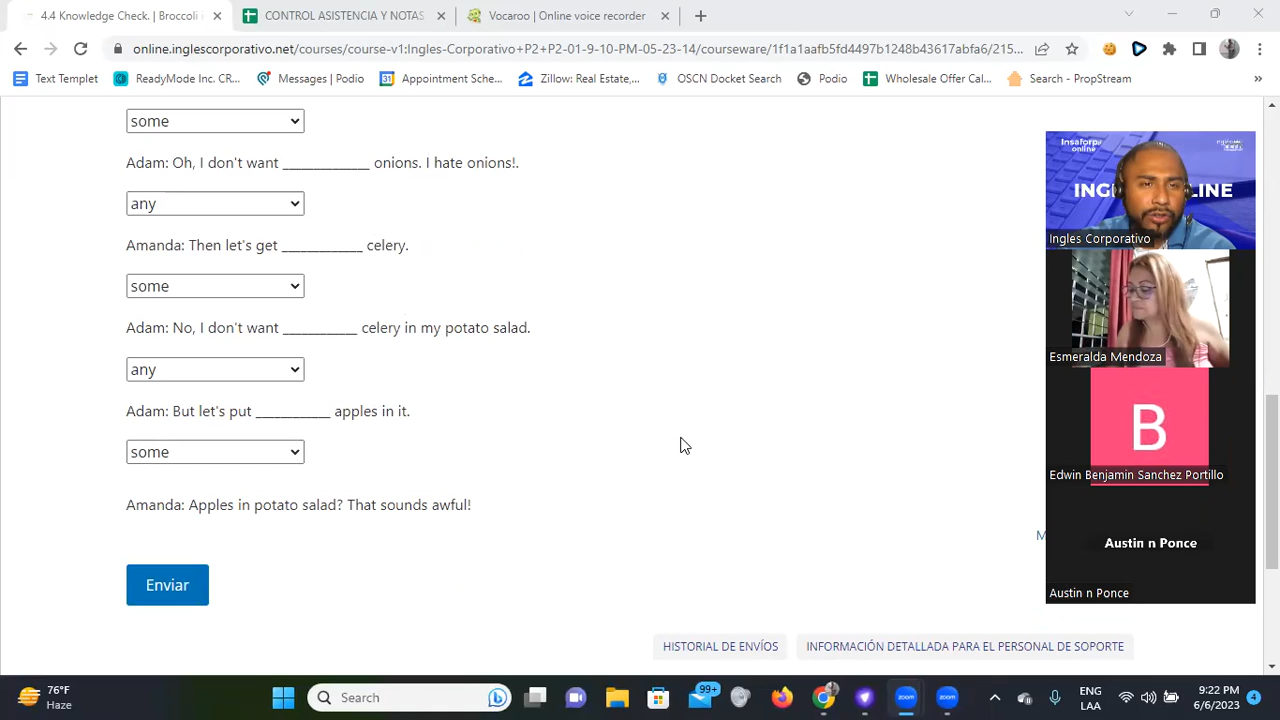 4.4 Knowledge Check. | Broccoli
CONTROL ASISTENCIA Y NOTAS
Vocaroo | Online voice recorder
online.inglescorporativo.net/courses/course-v1:Ingles-Corporativo+P2+P2-01-9-10-PM-05-23-14/courseware/1f1a1aafb5fd4497b1248b43617abfa6/215...
Text Templet
ReadyMode Inc. CR...
Messages | Podio
Appointment Sche...
Zillow: Real Estate,...
OSCN Docket Search
Podio
Wholesale Offer Cal...
Search - PropStream
some
Adam: Oh, I don't want _____________ onions. I hate onions!.
any
Amanda: Then let's get ____________ celery.
some
Adam: No, I don't want ___________ celery in my potato salad.
any
Adam: But let's put ___________ apples in it.
some
Amanda: Apples in potato salad? That sounds awful!
Enviar
HISTORIAL DE ENVÍOS
INFORMACIÓN DETALLADA PARA EL PERSONAL DE SOPORTE
Ingles Corporativo
Esmeralda Mendoza
B
Edwin Benjamin Sanchez Portillo
Austin n Ponce
Austin n Ponce
76°F
Haze
Search
99+
ENG
LAA
9:22 PM
6/6/2023
4